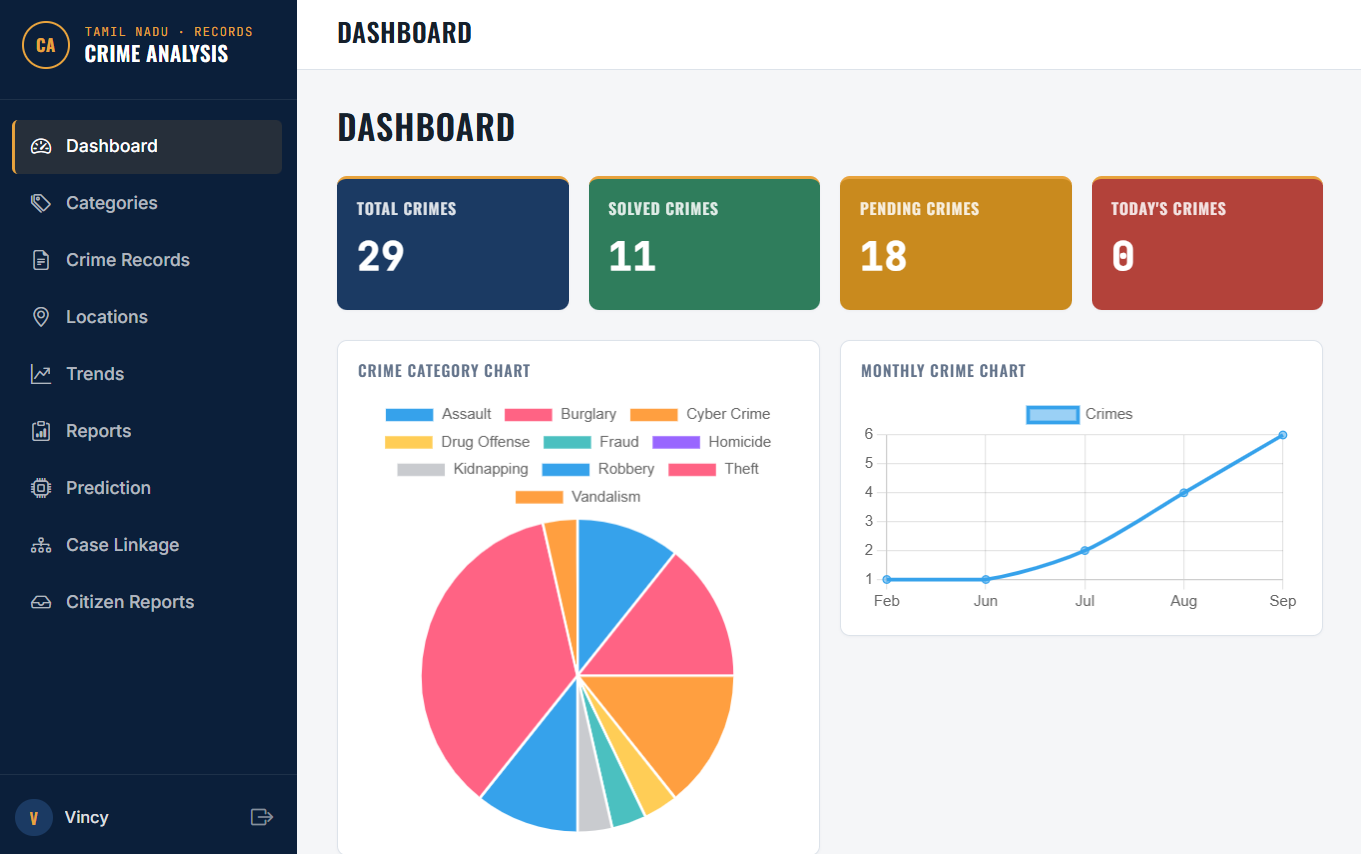 CA
TAMIL NADU · RECORDS
CRIME ANALYSIS
Dashboard
Categories
Crime Records
Locations
Trends
Reports
Prediction
Case Linkage
Citizen Reports
V
Vincy
DASHBOARD
DASHBOARD
TOTAL CRIMES
29
SOLVED CRIMES
11
PENDING CRIMES
18
TODAY'S CRIMES
0
CRIME CATEGORY CHART
Assault Burglary Cyber Crime
Drug Offense Fraud Homicide
Kidnapping Robbery Theft
Vandalism
MONTHLY CRIME CHART
Crimes
6
5
4
3
2
1
Feb Jun Jul Aug Sep